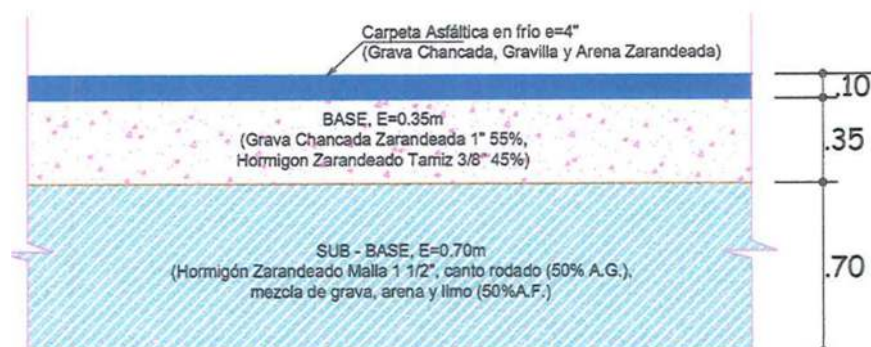 Carpeta Asfáltica en frío e=4"
(Grava Chancada, Gravilla y Arena Zarandeada)
.10
BASE, E=0.35m
(Grava Chancada Zarandeada 1" 55%,
Hormigon Zarandeado Tamiz 3/8" 45%)
.35
SUB - BASE, E=0.70m
(Hormigón Zarandeado Malla 1 1/2", canto rodado (50% A.G.),
mezcla de grava, arena y limo (50%A.F.)
.70